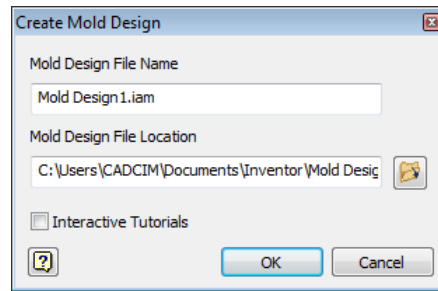 Create Mold Design
Mold Design File Name
Mold Design1.iam
Mold Design File Location
C:\Users\CADCIM\Documents\Inventor\Mold Desig
Interactive Tutorials
?
OK
Cancel